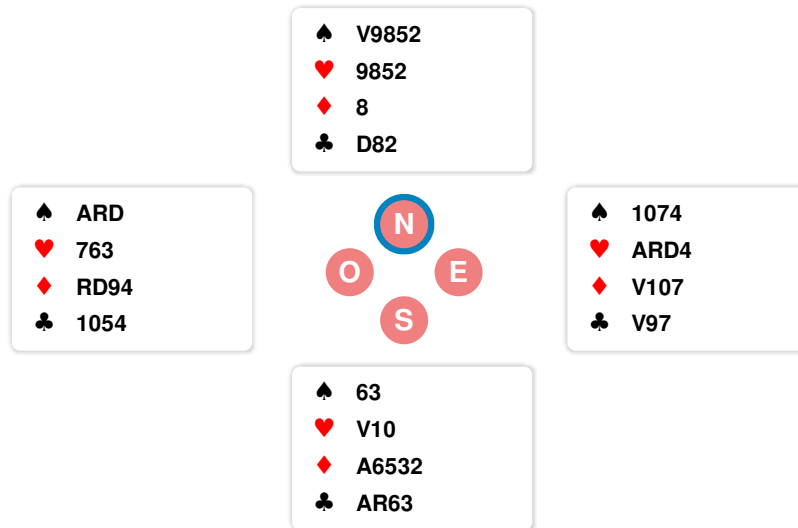 ♠ V9852
♥ 9852
♦ 8
♣ D82
♠ ARD
♥ 763
♦ RD94
♣ 1054
N
O
E
S
♠ 1074
♥ ARD4
♦ V107
♣ V97
♠ 63
♥ V10
♦ A6532
♣ AR63